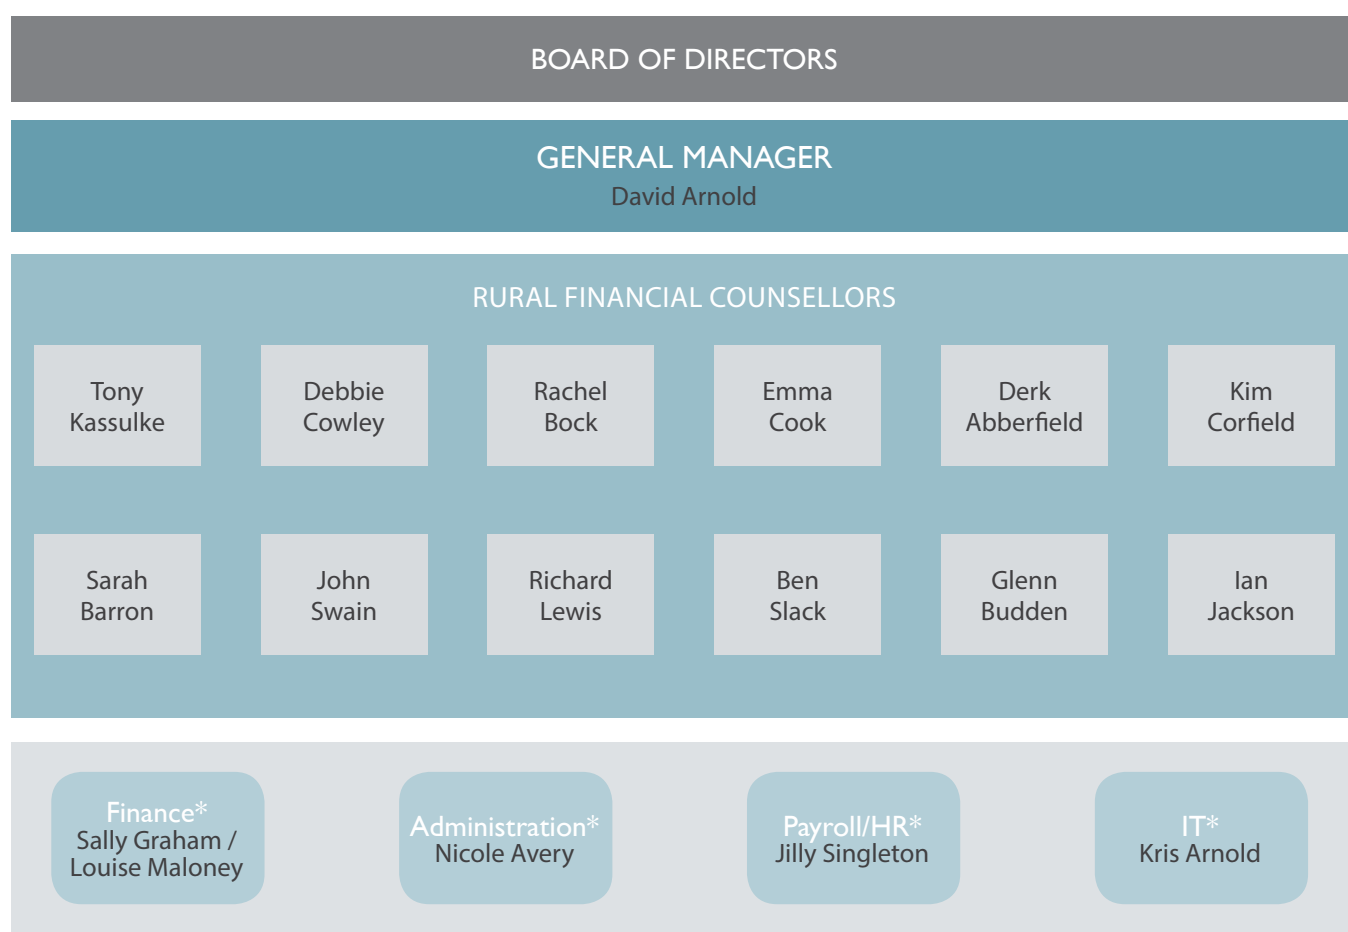 BOARD OF DIRECTORS
GENERAL MANAGER
David Arnold
RURAL FINANCIAL COUNSELLORS
Tony
Kassulke
Debbie
Cowley
Rachel
Bock
Emma
Cook
Derk
Abberfield
Kim
Corfield
Sarah
Barron
John
Swain
Richard
Lewis
Ben
Slack
Glenn
Budden
Ian
Jackson
Finance*
Sally Graham /
Louise Maloney
Administration*
Nicole Avery
Payroll/HR*
Jilly Singleton
IT*
Kris Arnold